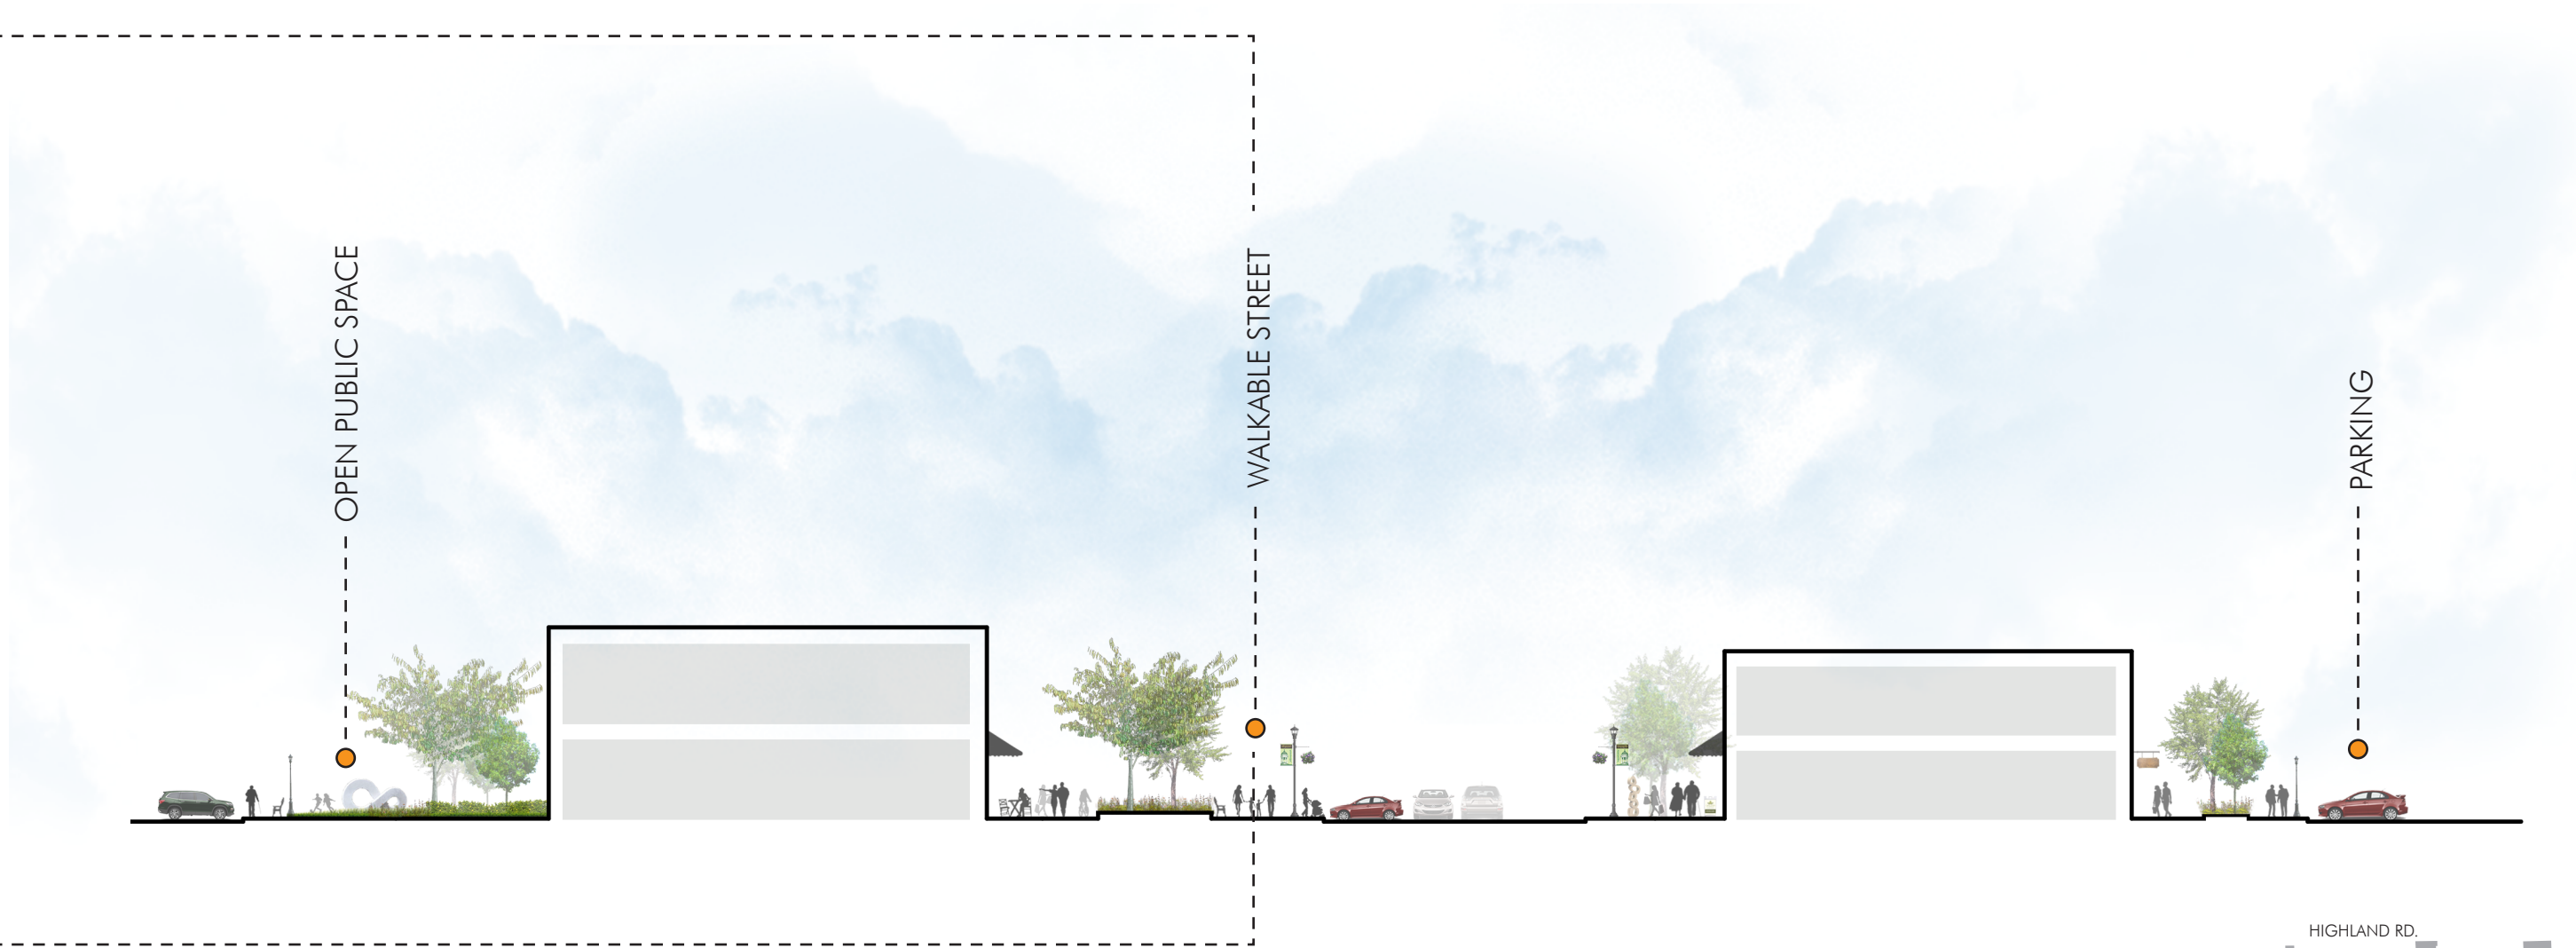 OPEN PUBLIC SPACE
WALKABLE STREET
PARKING
HIGHLAND RD.